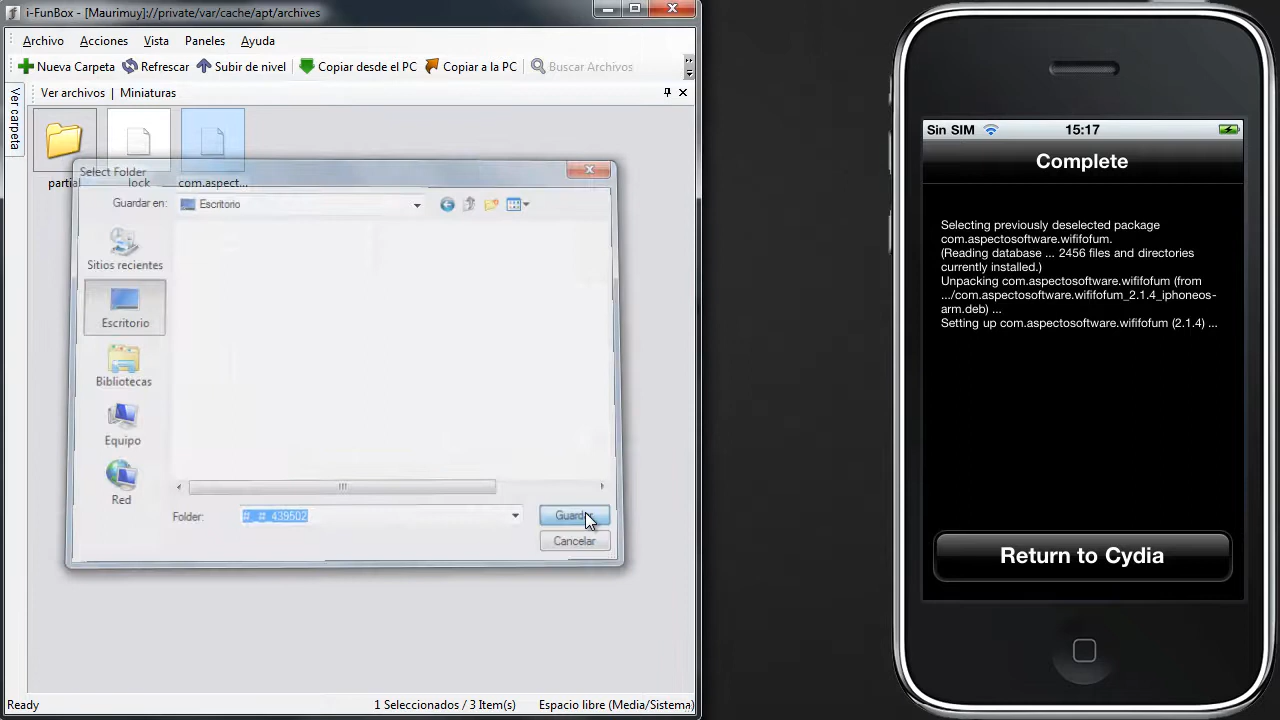 i-FunBox - [Maurimuy]://private/var/cache/apt/archives
Archivo Acciones Vista Paneles Ayuda
Nueva Carpeta Refrescar Subir de nivel Copiar desde el PC Copiar a la PC Buscar Archivos
Ver archivos Miniaturas
Ver carpeta
partial lock com.aspect...
Select Folder
Guardar en: Escritorio
Sitios recientes
Escritorio
Bibliotecas
Equipo
Red
Folder: #_#_439502 Guardar
Cancelar
Ready 1 Seleccionados / 3 Item(s) Espacio libre (Media/Sistema)
Sin SIM 15:17
Complete
Selecting previously deselected package
com.aspectosoftware.wififofum.
(Reading database ... 2456 files and directories
currently installed.)
Unpacking com.aspectosoftware.wififofum (from
.../com.aspectosoftware.wififofum_2.1.4_iphoneos-
arm.deb) ...
Setting up com.aspectosoftware.wififofum (2.1.4) ...
Return to Cydia